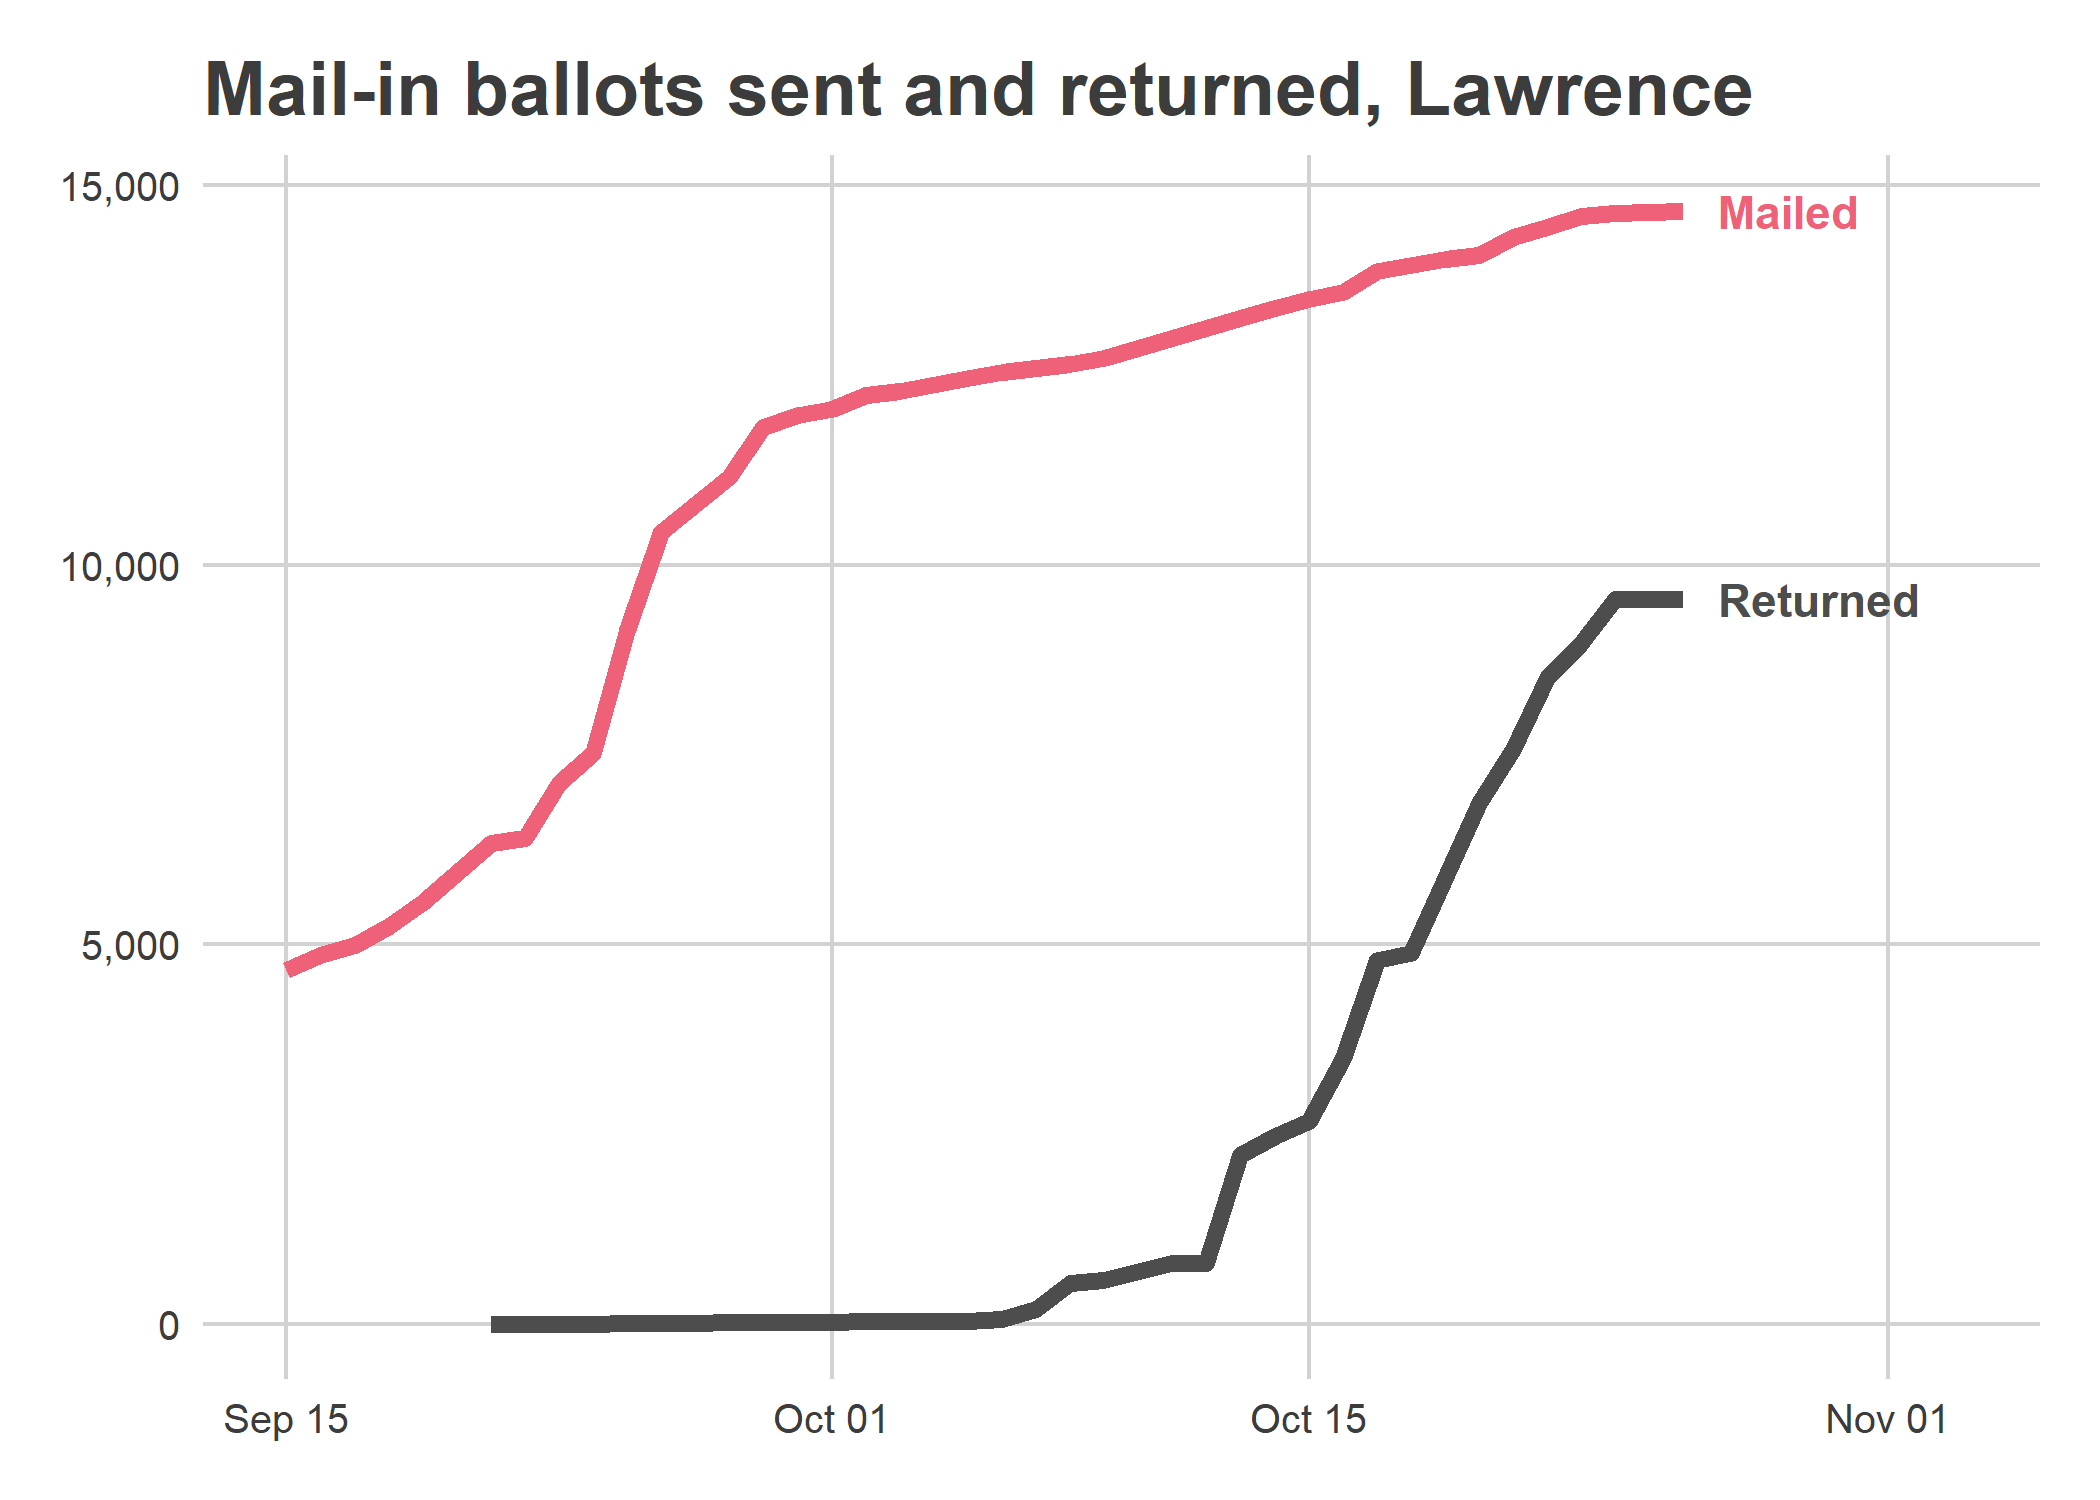 Mail-in ballots sent and returned, Lawrence
15,000
Mailed
10,000
Returned
5,000
0
Sep 15
Oct 01
Oct 15
Nov 01